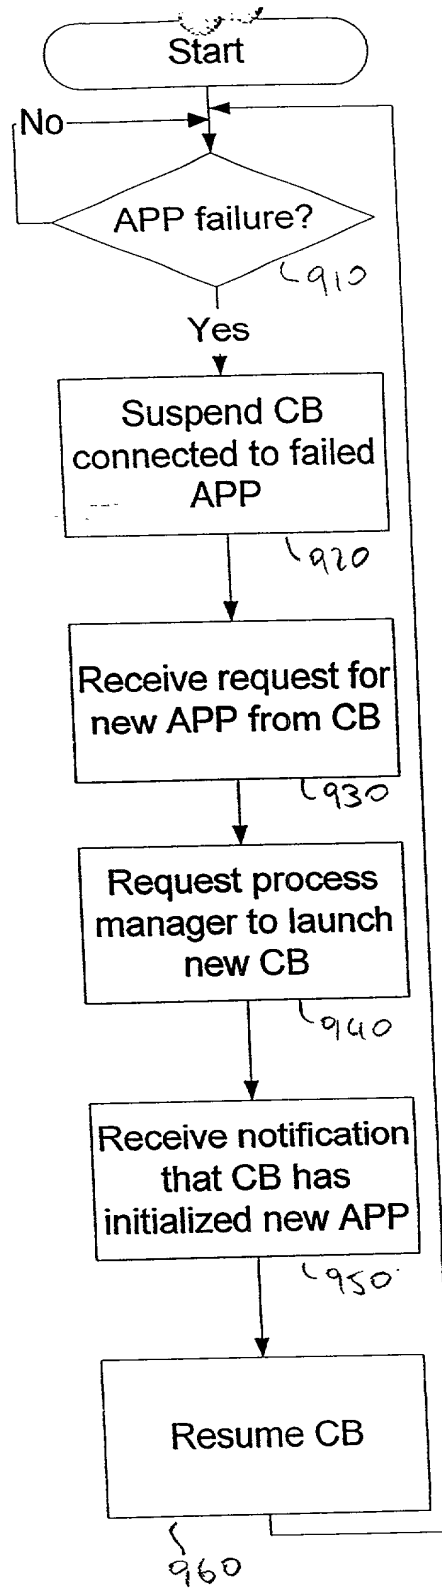 Start
No
APP failure?
910
Yes
Suspend CB
connected to failed
APP
920
Receive request for
new APP from CB
930
Request process
manager to launch
new CB
940
Receive notification
that CB has
initialized new APP
950
Resume CB
960